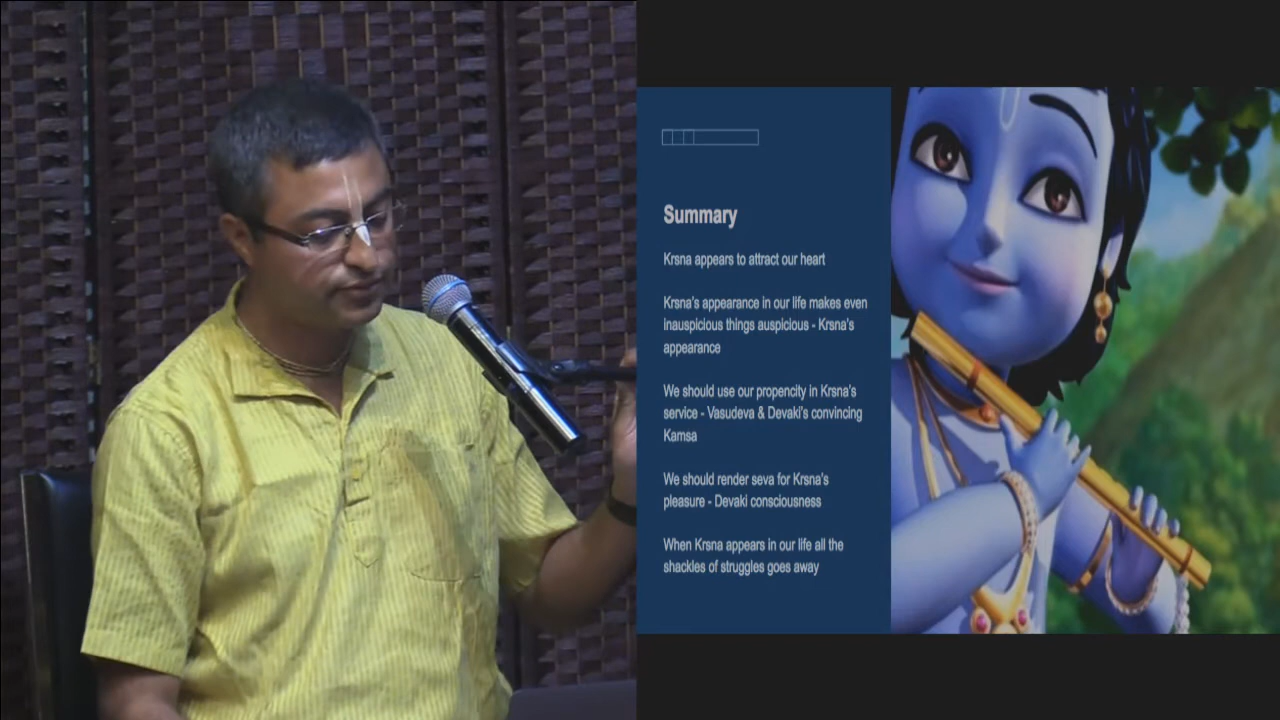 Summary
Krsna appears to attract our heart
Krsna's appearance in our life makes even
inauspicious things auspicious - Krsna's
appearance
We should use our propencity in Krsna's
service - Vasudeva & Devaki's convincing
Kamsa
We should render seva for Krsna's
pleasure - Devaki consciousness
When Krsna appears in our life all the
shackles of struggles goes away